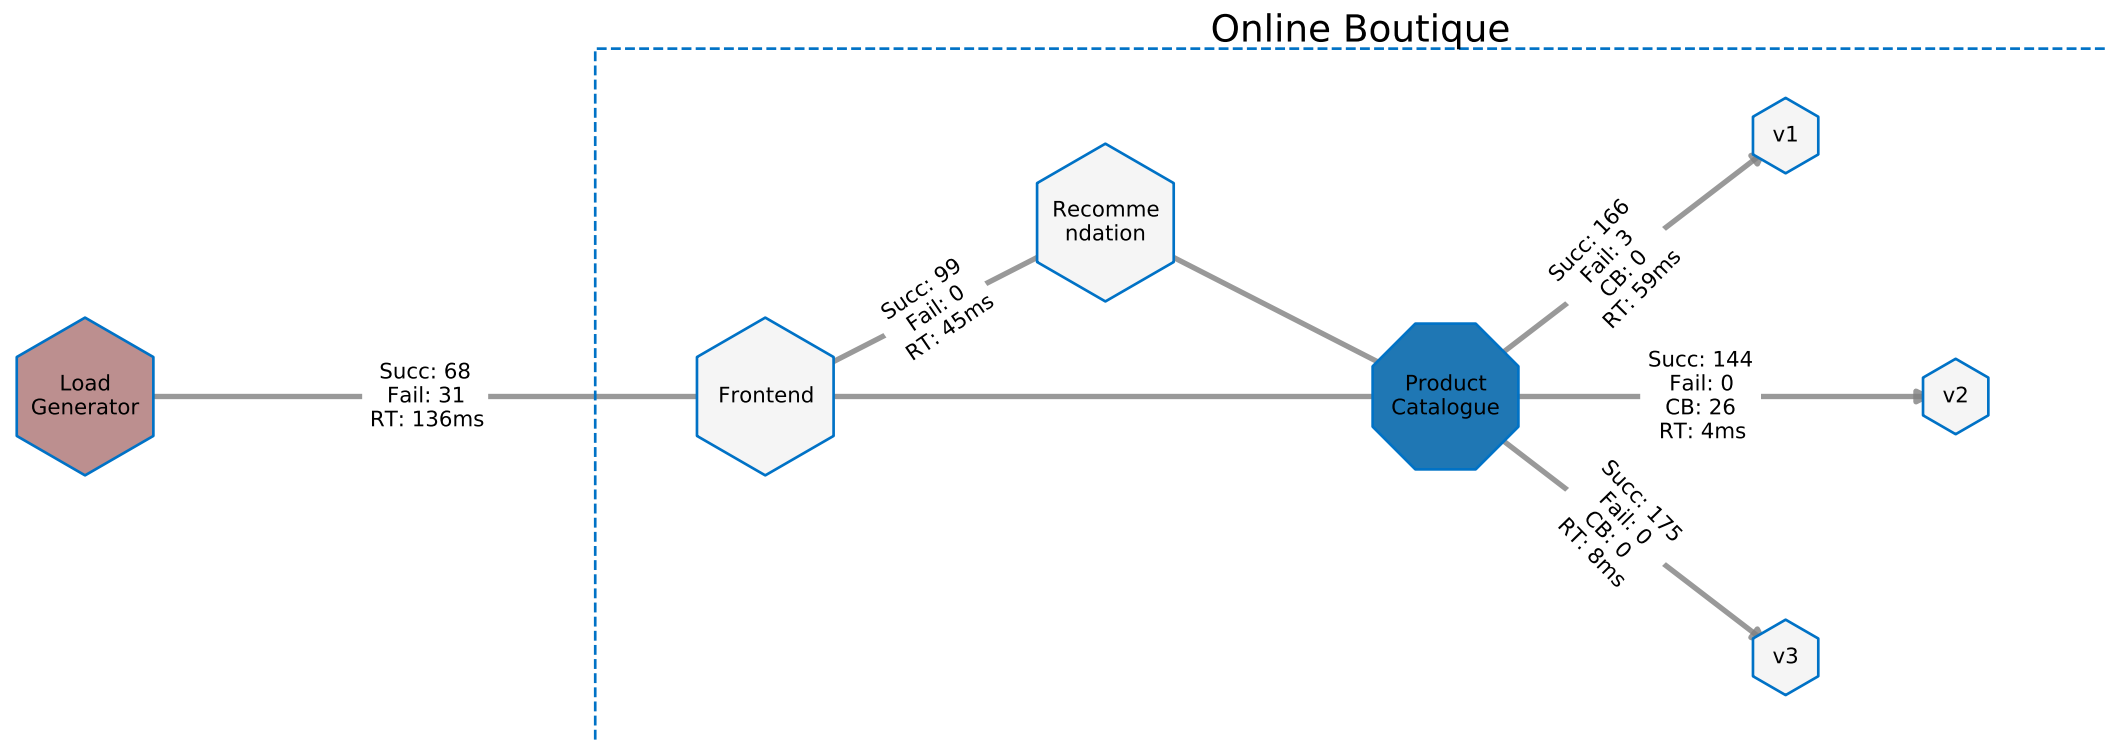 Online Boutique
Load
Generator
Succ: 68
Fail: 31
RT: 136ms
Frontend
Succ: 99
Fail: 0
RT: 45ms
Recomme
ndation
Product
Catalogue
Succ: 166
Fail: 3
CB: 0
RT: 59ms
v1
Succ: 144
Fail: 0
CB: 26
RT: 4ms
v2
Succ: 175
Fail: 0
CB: 0
RT: 8ms
v3